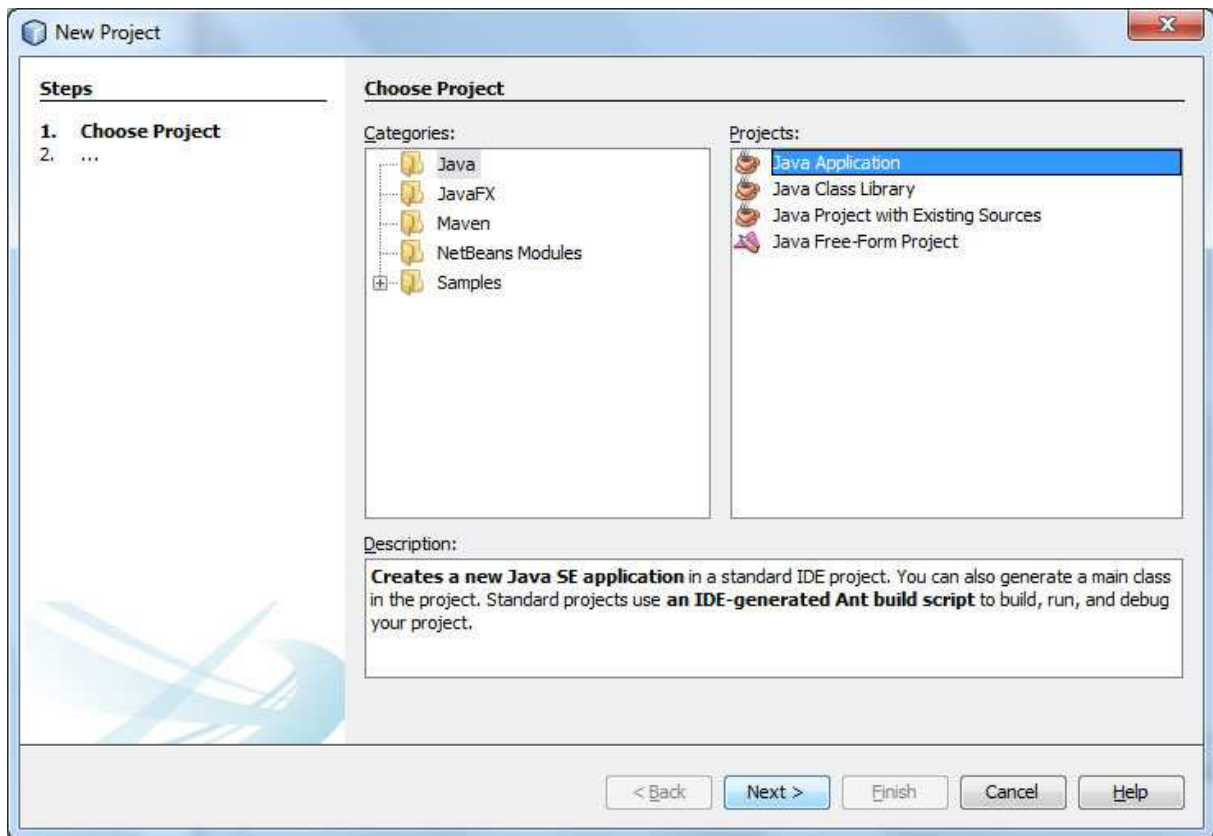 New Project
Steps
1. Choose Project
2. ...
Choose Project
Categories:
Java
JavaFX
Maven
NetBeans Modules
Samples
Projects:
Java Application
Java Class Library
Java Project with Existing Sources
Java Free-Form Project
Description:
Creates a new Java SE application in a standard IDE project. You can also generate a main class
in the project. Standard projects use an IDE-generated Ant build script to build, run, and debug
your project.
< Back Next > Finish Cancel Help